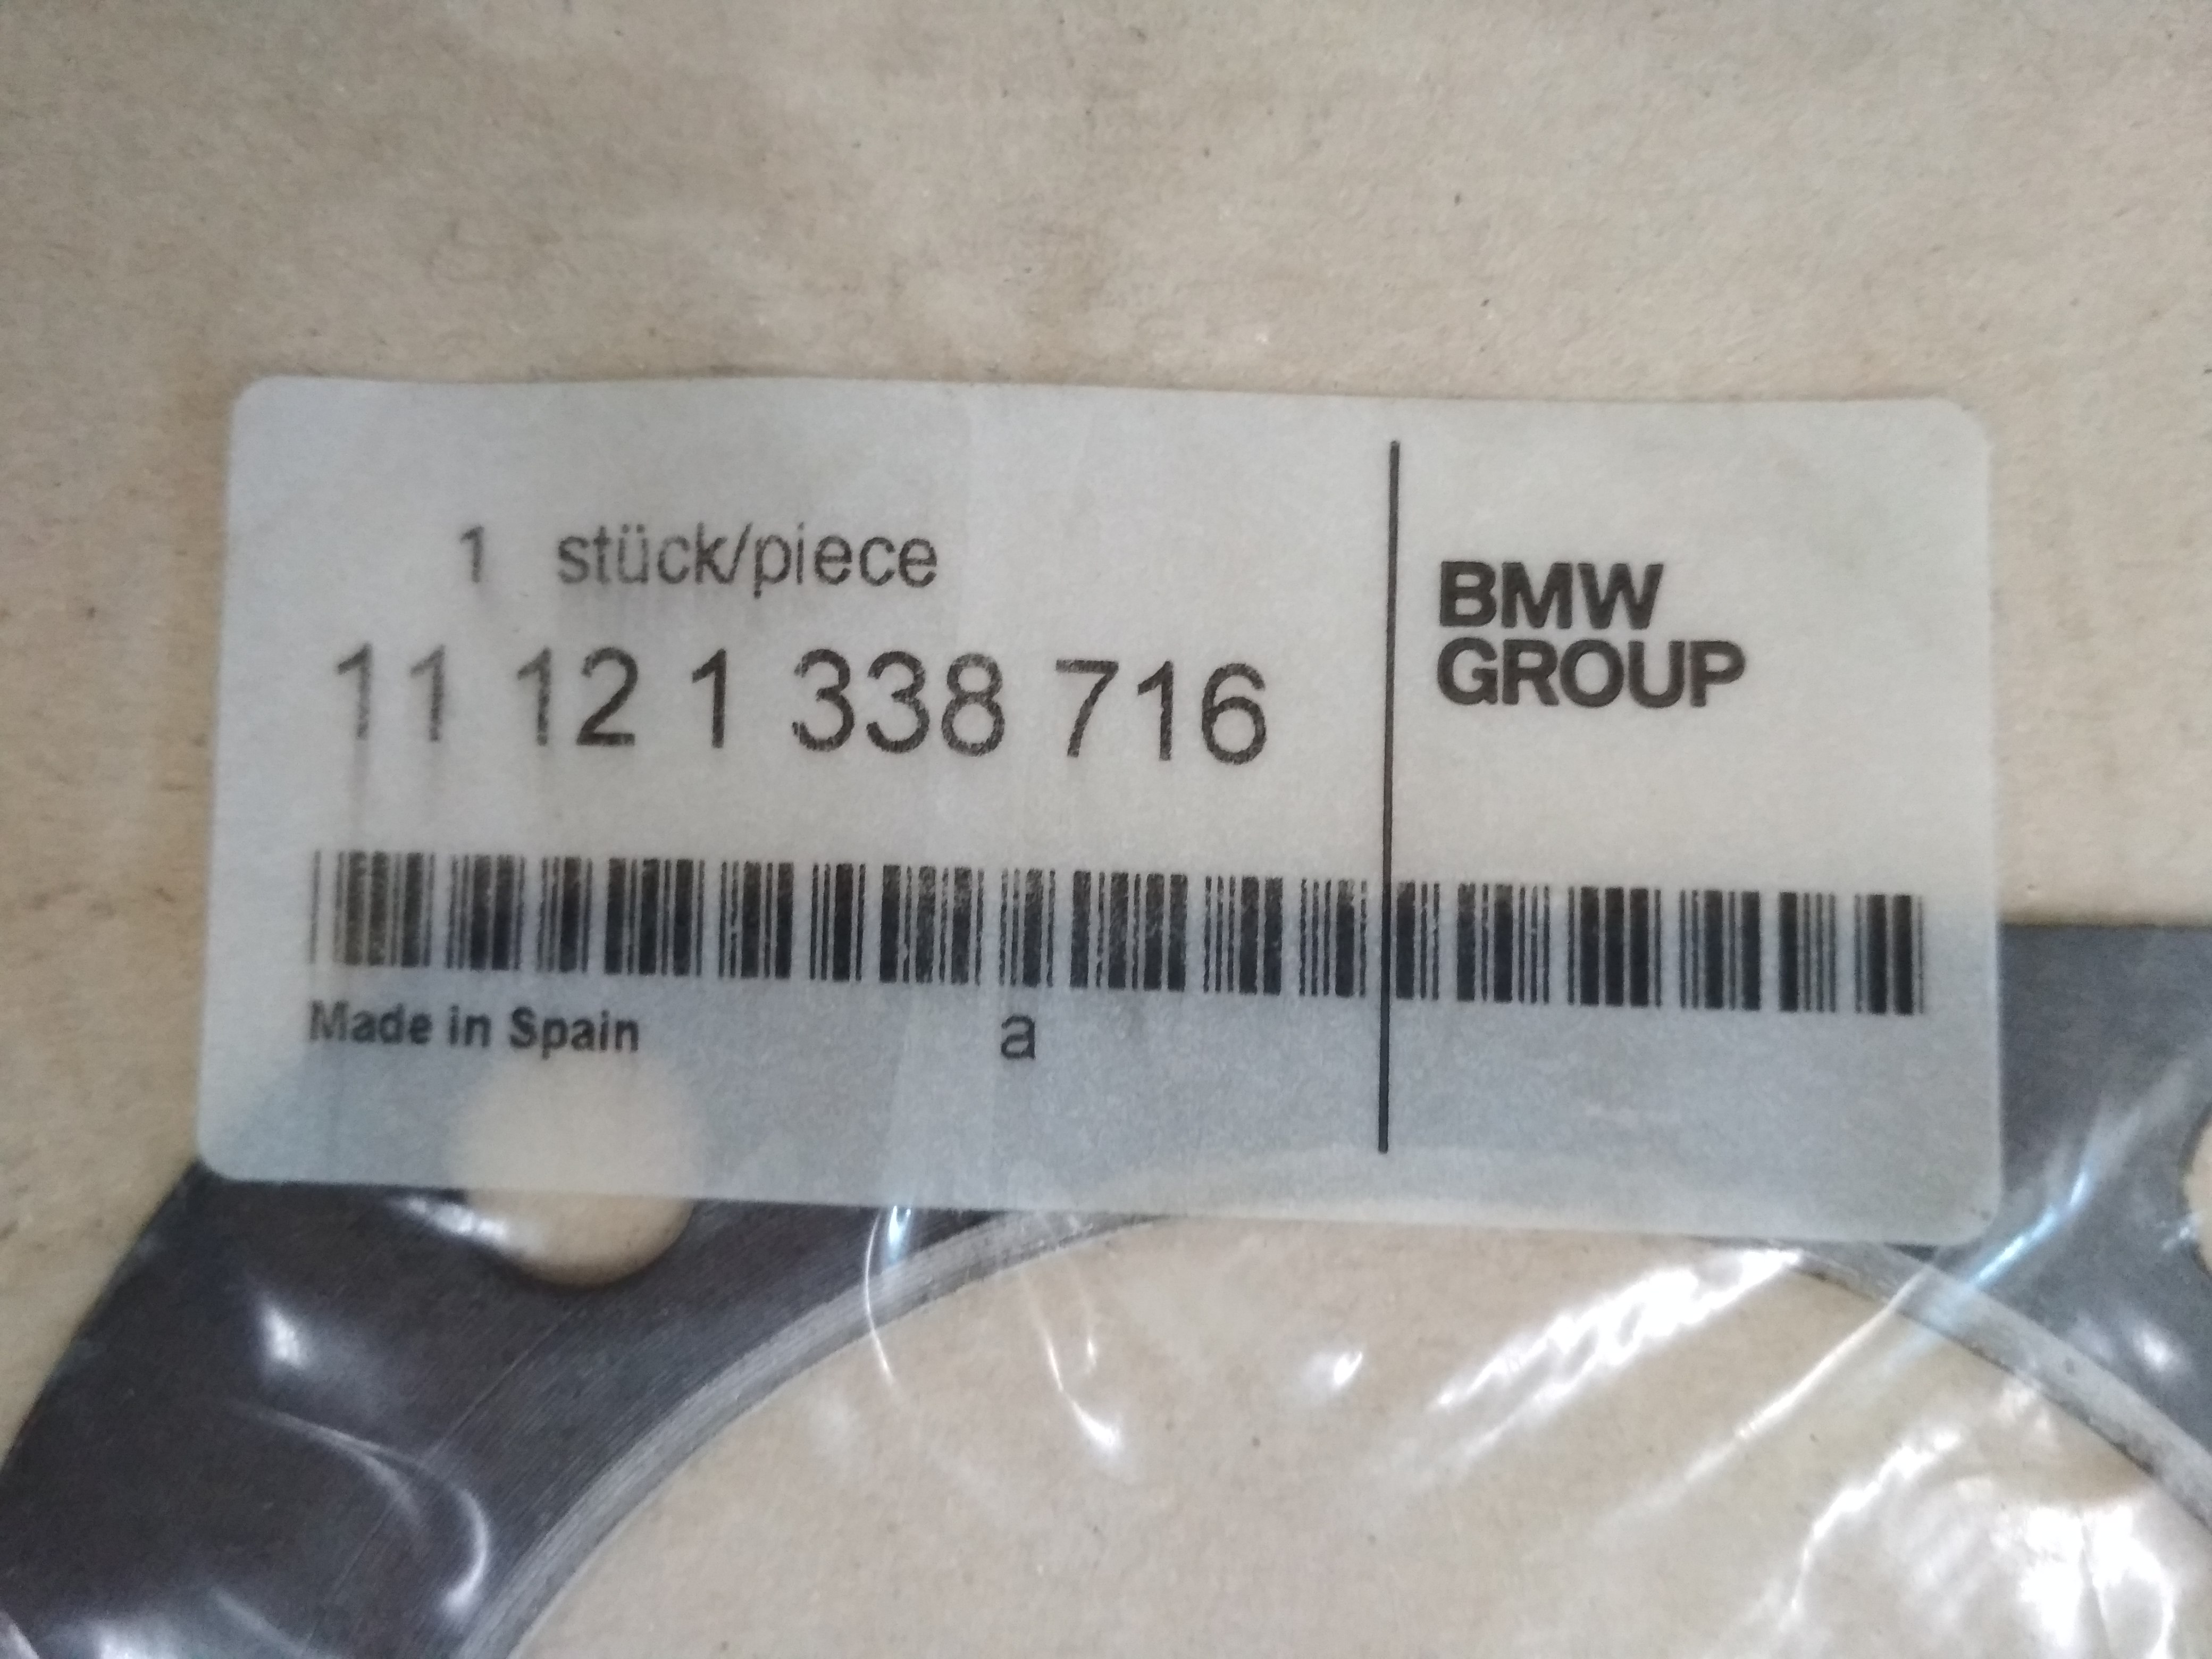 1 stück/piece
11 12 1 338 716
BMW
GROUP
Made in Spain
a